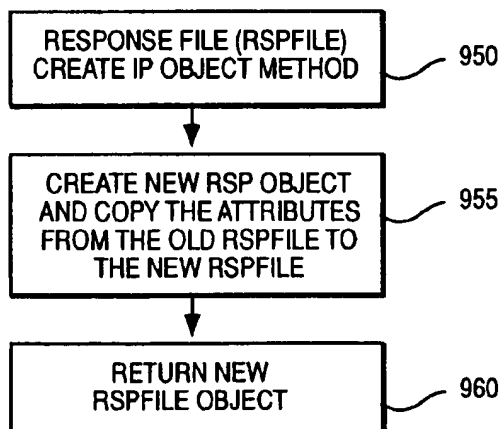 RESPONSE FILE (RSPFILE)
CREATE IP OBJECT METHOD
950
CREATE NEW RSP OBJECT
AND COPY THE ATTRIBUTES
FROM THE OLD RSPFILE TO
THE NEW RSPFILE
955
RETURN NEW
RSPFILE OBJECT
960